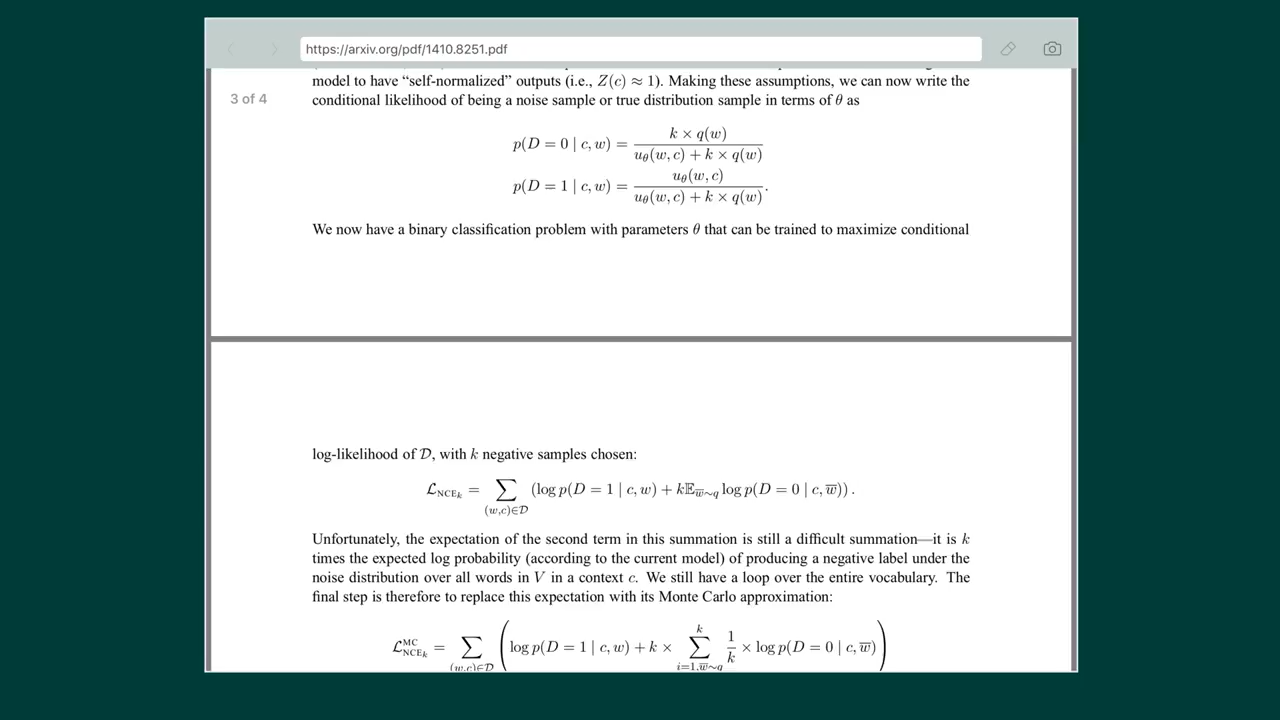 https://arxiv.org/pdf/1410.8251.pdf
3 of 4
model to have “self-normalized” outputs (i.e., Z(c) ≈ 1). Making these assumptions, we can now write the
conditional likelihood of being a noise sample or true distribution sample in terms of θ as
p(D = 0 | c, w) = k × q(w) / uθ(w, c) + k × q(w)
p(D = 1 | c, w) = uθ(w, c) / uθ(w, c) + k × q(w) .
We now have a binary classification problem with parameters θ that can be trained to maximize conditional
log-likelihood of D, with k negative samples chosen:
L_NCE_k = ∑_(w,c)∈D (log p(D = 1 | c, w) + k𝔼_w̅∼q log p(D = 0 | c, w̅)) .
Unfortunately, the expectation of the second term in this summation is still a difficult summation—it is k
times the expected log probability (according to the current model) of producing a negative label under the
noise distribution over all words in V in a context c. We still have a loop over the entire vocabulary. The
final step is therefore to replace this expectation with its Monte Carlo approximation:
L^MC_NCE_k = ∑_(w,c)∈D ( log p(D = 1 | c, w) + k × ∑^k_i=1,w̅∼q 1/k × log p(D = 0 | c, w̅) )